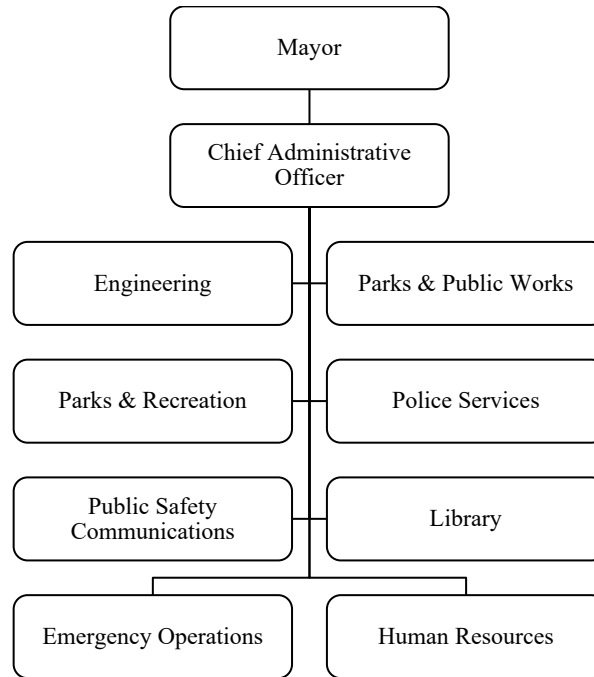 Mayor
Chief Administrative
Officer
Engineering
Parks & Public Works
Parks & Recreation
Police Services
Public Safety
Communications
Library
Emergency Operations
Human Resources